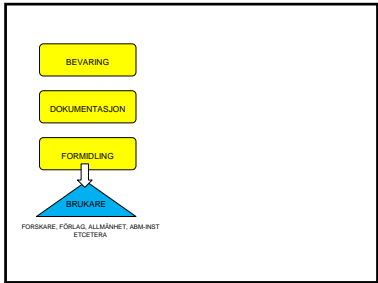 BEVARING
DOKUMENTASJON
FORMIDLING
BRUKARE
FORSKARE, FÖRLAG, ALLMÄNHET, ABM-INST
ETCETERA